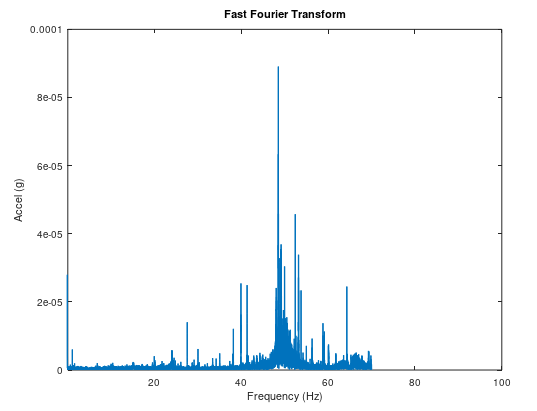 Fast Fourier Transform
0.0001
8e-05
6e-05
4e-05
2e-05
0
20
40
60
80
100
Accel (g)
Frequency (Hz)